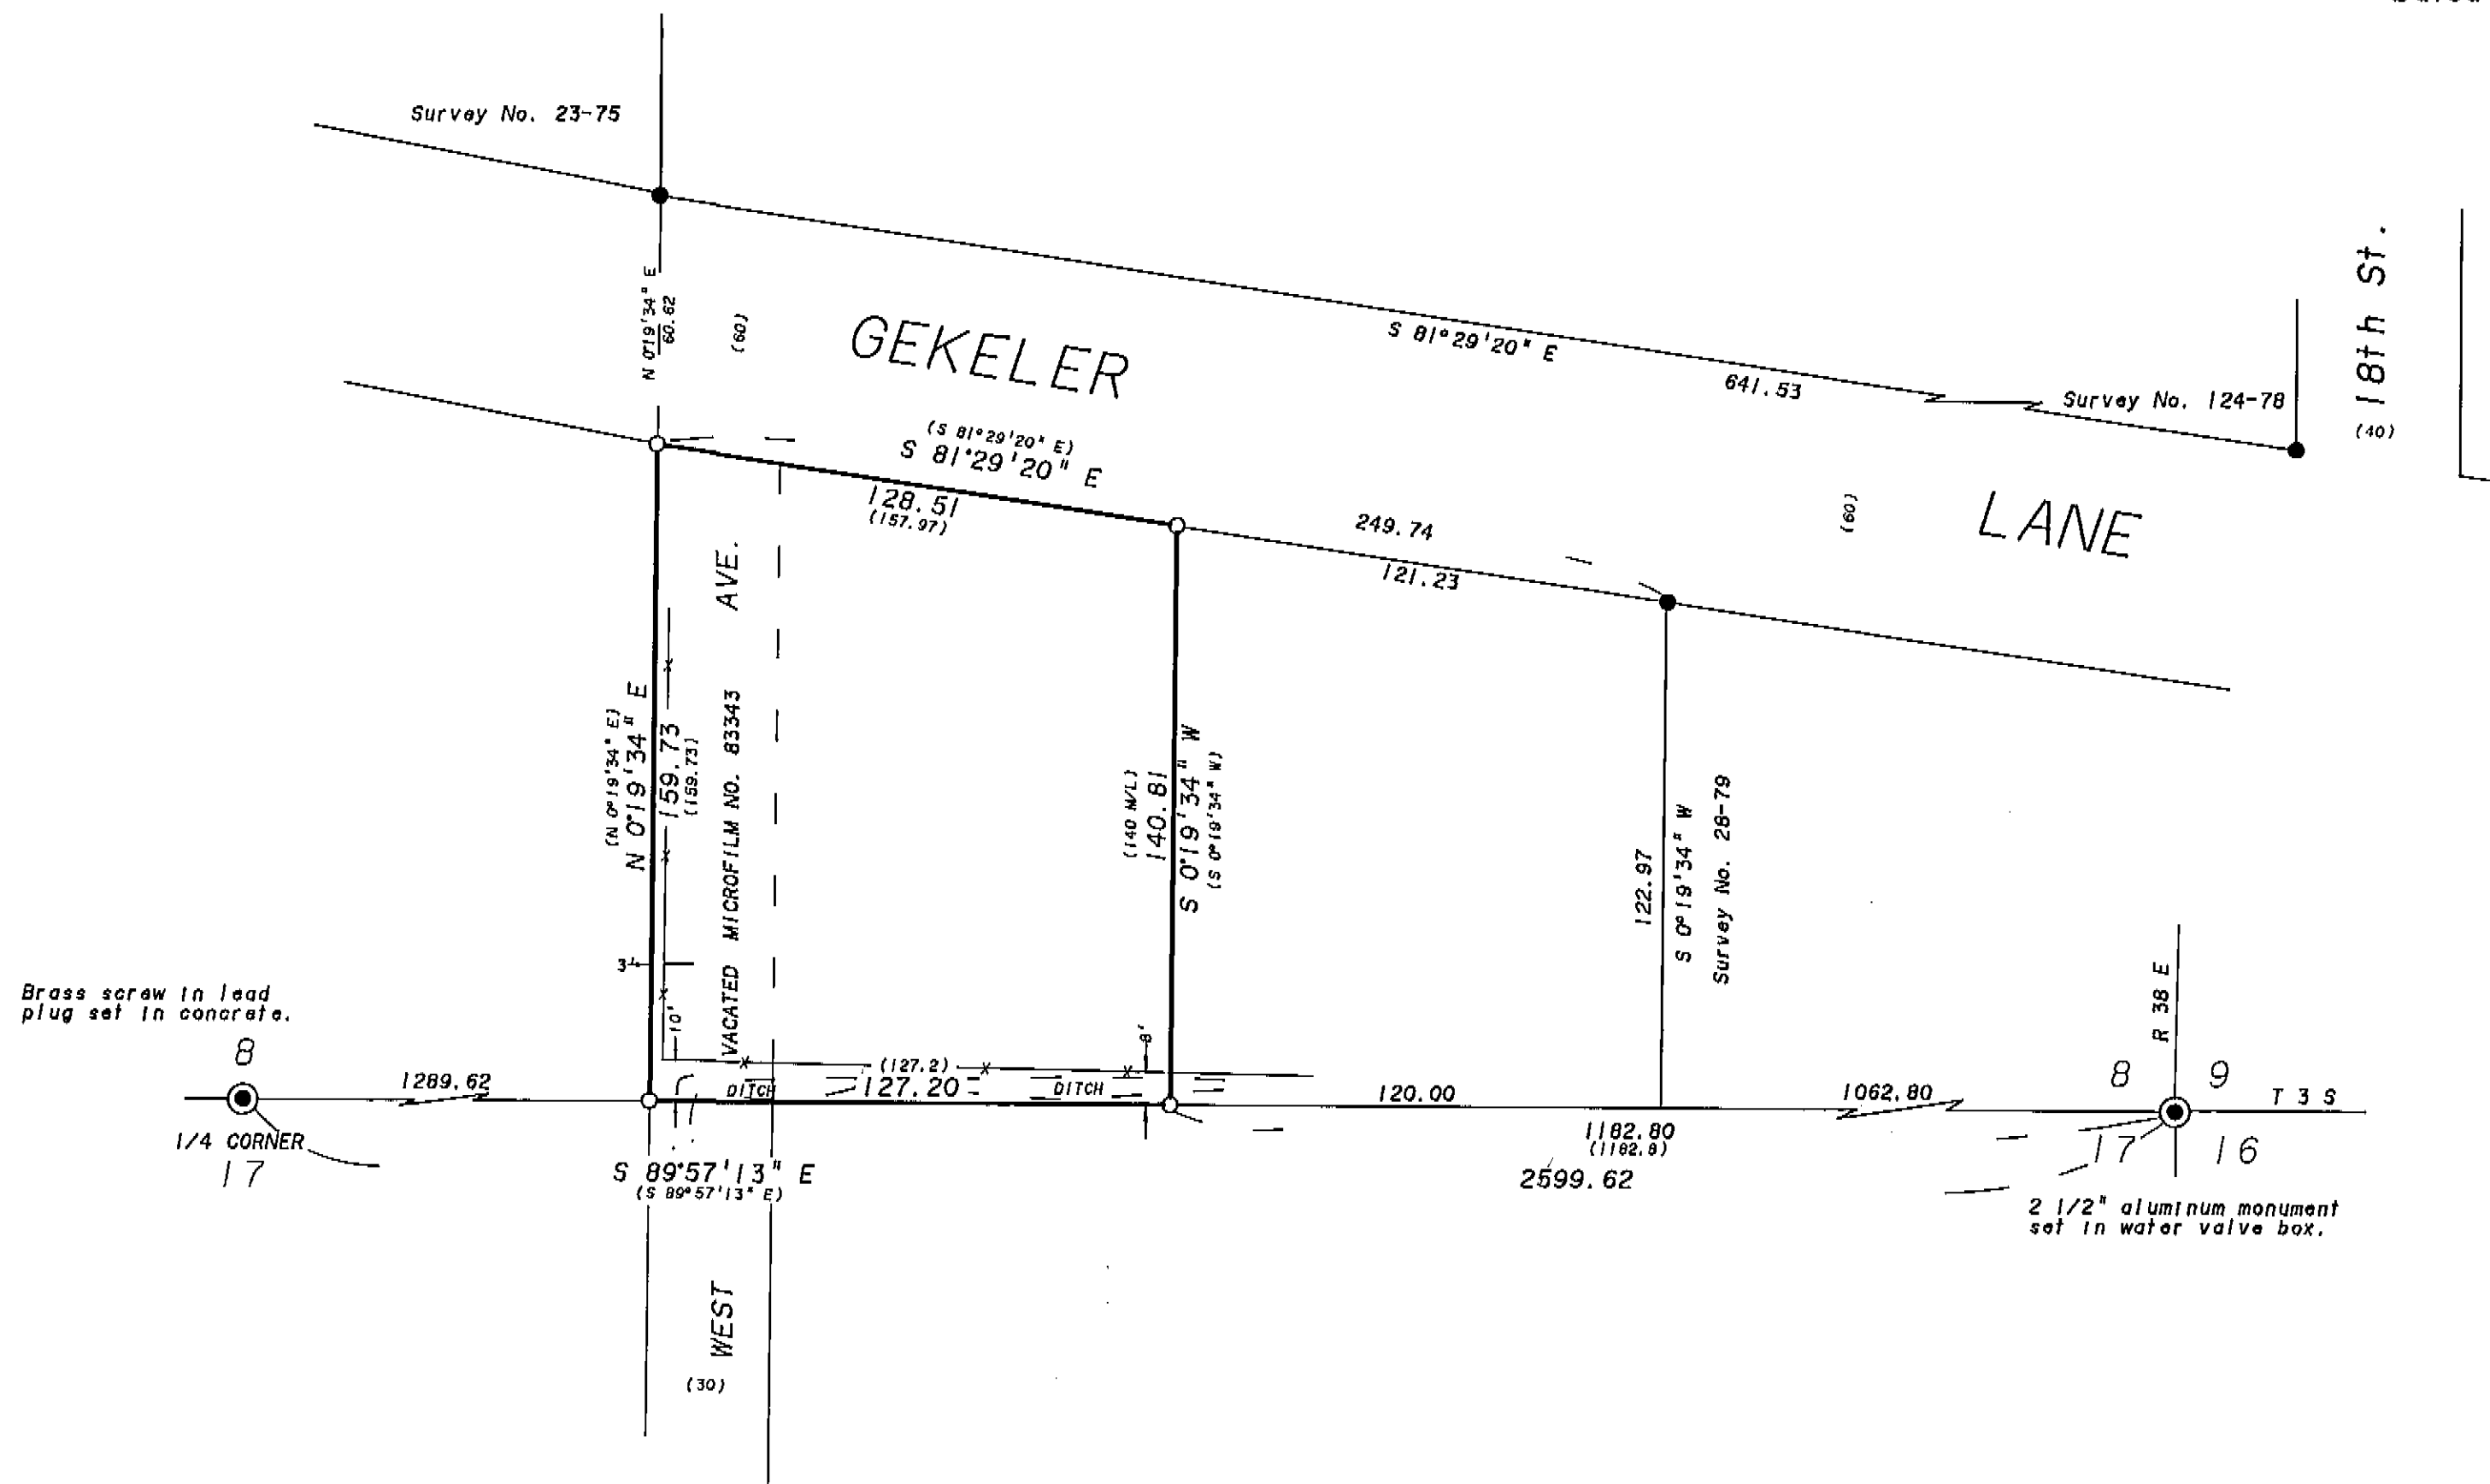 Survey No. 23-75
N 0°19'34" E
60.62
(60)
GEKELER
S 81°29'20" E
641.53
Survey No. 124-78
18th St.
(40)
(S 81°29'20" E)
S 81°29'20" E
128.51
(157.97)
249.74
121.23
(60)
LANE
AVE.
VACATED MICROFILM NO. 83343
(N 0°19'34" E)
N 0°19'34" E
159.73
(159.73)
(140 M/L)
140.81
S 0°19'34" W
(S 0°19'34" W)
122.97
S 0°19'34" W
Survey No. 28-79
3'
10'
8'
Brass screw in lead
plug set in concrete.
8
1289.62
1/4 CORNER
17
(127.2)
DITCH
127.20
DITCH
120.00
1062.80
R 38 E
8 9
T 3 S
17 16
S 89°57'13" E
(S 89°57'13" E)
1182.80
(1182.8)
2599.62
2 1/2" aluminum monument
set in water valve box.
WEST
(30)